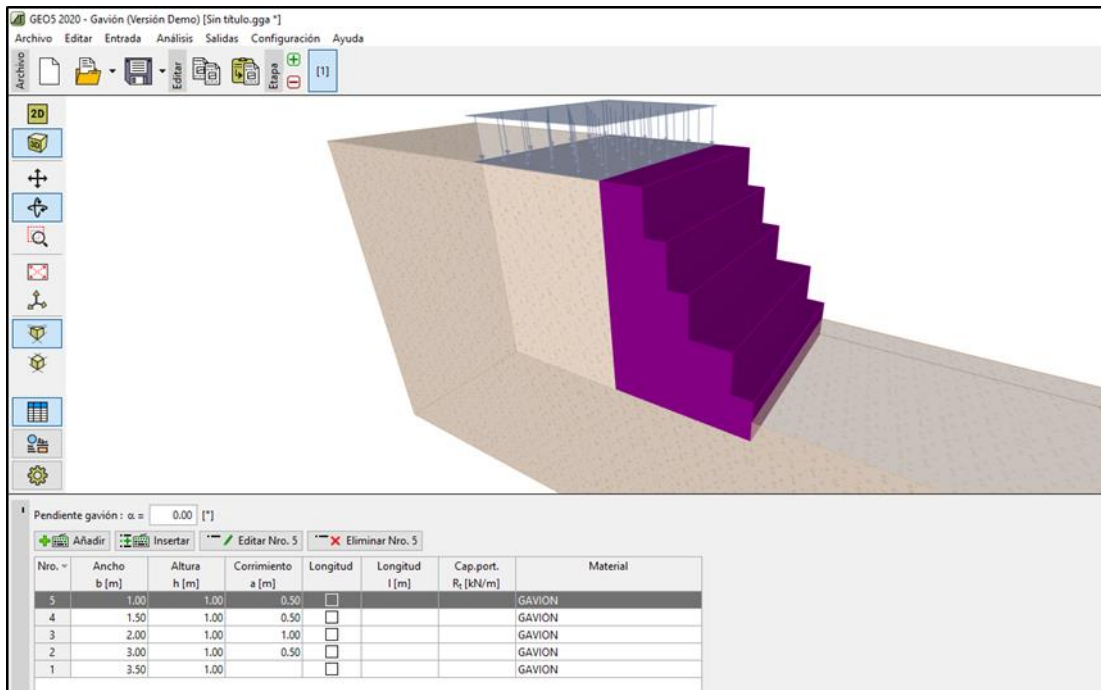 GEO5 2020 - Gavión (Versión Demo) [Sin título.gga *]
Archivo Editar Entrada Análisis Salidas Configuración Ayuda
Archivo
Editar
Etapa
[1]
2D
3D
Pendiente gavión : α = 0.00 [°]
Añadir Insertar Editar Nro. 5 Eliminar Nro. 5
Nro. Ancho Altura Corrimiento Longitud Longitud Cap.port. Material
b [m] h [m] a [m] l [m] Rt [kN/m]
5 1.00 1.00 0.50 GAVION
4 1.50 1.00 0.50 GAVION
3 2.00 1.00 1.00 GAVION
2 3.00 1.00 0.50 GAVION
1 3.50 1.00 GAVION